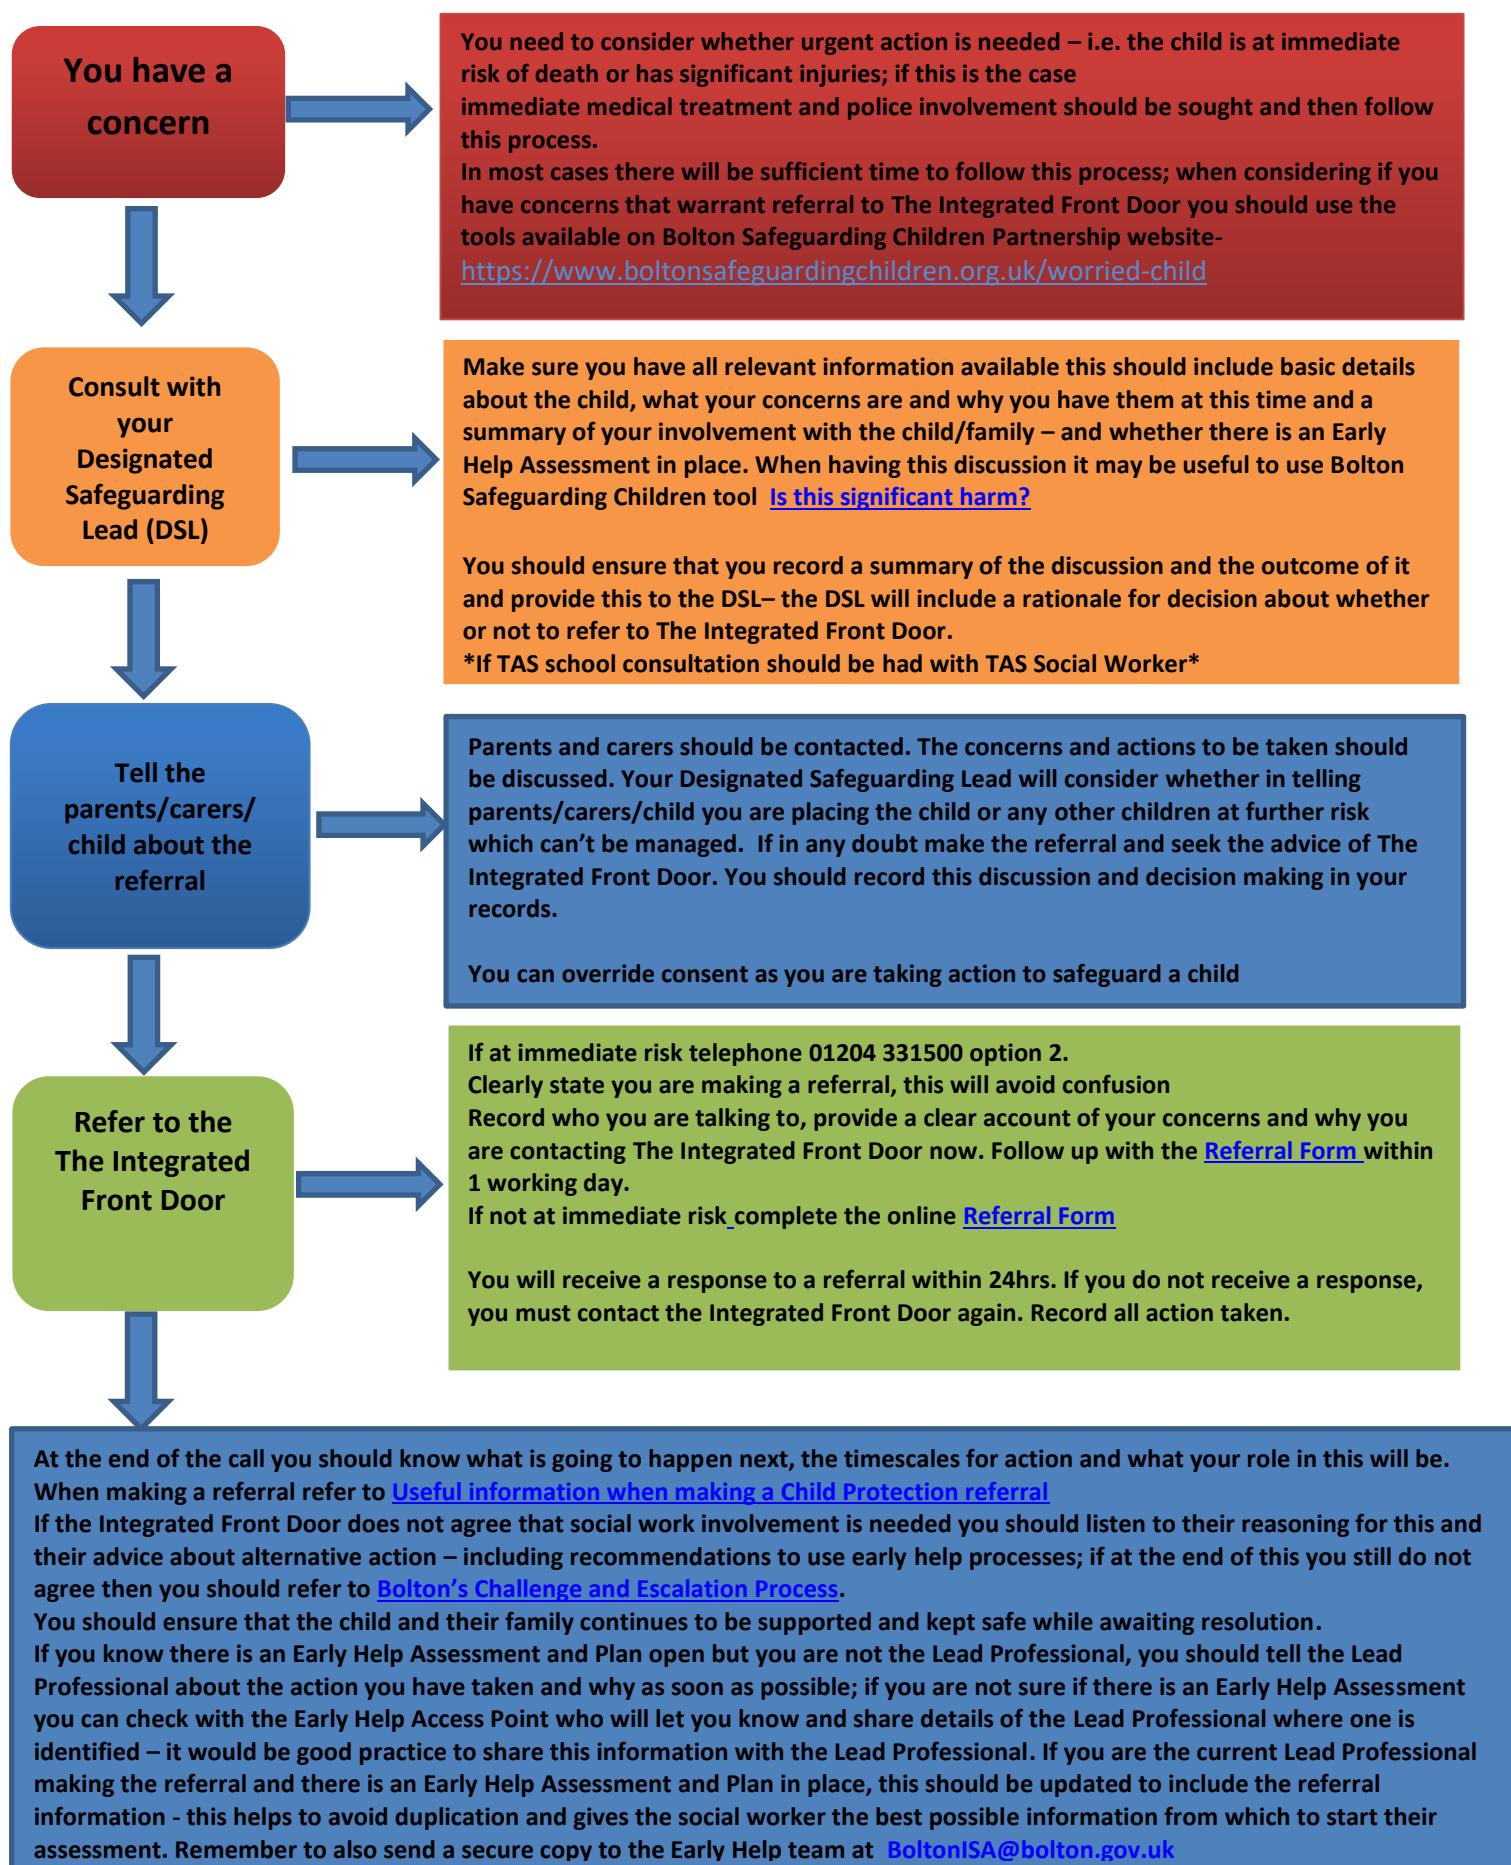 You have a
concern
You need to consider whether urgent action is needed – i.e. the child is at immediate
risk of death or has significant injuries; if this is the case
immediate medical treatment and police involvement should be sought and then follow
this process.
In most cases there will be sufficient time to follow this process; when considering if you
have concerns that warrant referral to The Integrated Front Door you should use the
tools available on Bolton Safeguarding Children Partnership website-
https://www.boltonsafeguardingchildren.org.uk/worried-child
Consult with
your
Designated
Safeguarding
Lead (DSL)
Make sure you have all relevant information available this should include basic details
about the child, what your concerns are and why you have them at this time and a
summary of your involvement with the child/family – and whether there is an Early
Help Assessment in place. When having this discussion it may be useful to use Bolton
Safeguarding Children tool Is this significant harm?
You should ensure that you record a summary of the discussion and the outcome of it
and provide this to the DSL– the DSL will include a rationale for decision about whether
or not to refer to The Integrated Front Door.
*If TAS school consultation should be had with TAS Social Worker*
Tell the
parents/carers/
child about the
referral
Parents and carers should be contacted. The concerns and actions to be taken should
be discussed. Your Designated Safeguarding Lead will consider whether in telling
parents/carers/child you are placing the child or any other children at further risk
which can't be managed. If in any doubt make the referral and seek the advice of The
Integrated Front Door. You should record this discussion and decision making in your
records.
You can override consent as you are taking action to safeguard a child
Refer to the
The Integrated
Front Door
If at immediate risk telephone 01204 331500 option 2.
Clearly state you are making a referral, this will avoid confusion
Record who you are talking to, provide a clear account of your concerns and why you
are contacting The Integrated Front Door now. Follow up with the Referral Form within
1 working day.
If not at immediate risk complete the online Referral Form
You will receive a response to a referral within 24hrs. If you do not receive a response,
you must contact the Integrated Front Door again. Record all action taken.
At the end of the call you should know what is going to happen next, the timescales for action and what your role in this will be.
When making a referral refer to Useful information when making a Child Protection referral
If the Integrated Front Door does not agree that social work involvement is needed you should listen to their reasoning for this and
their advice about alternative action – including recommendations to use early help processes; if at the end of this you still do not
agree then you should refer to Bolton's Challenge and Escalation Process.
You should ensure that the child and their family continues to be supported and kept safe while awaiting resolution.
If you know there is an Early Help Assessment and Plan open but you are not the Lead Professional, you should tell the Lead
Professional about the action you have taken and why as soon as possible; if you are not sure if there is an Early Help Assessment
you can check with the Early Help Access Point who will let you know and share details of the Lead Professional where one is
identified – it would be good practice to share this information with the Lead Professional. If you are the current Lead Professional
making the referral and there is an Early Help Assessment and Plan in place, this should be updated to include the referral
information - this helps to avoid duplication and gives the social worker the best possible information from which to start their
assessment. Remember to also send a secure copy to the Early Help team at BoltonISA@bolton.gov.uk